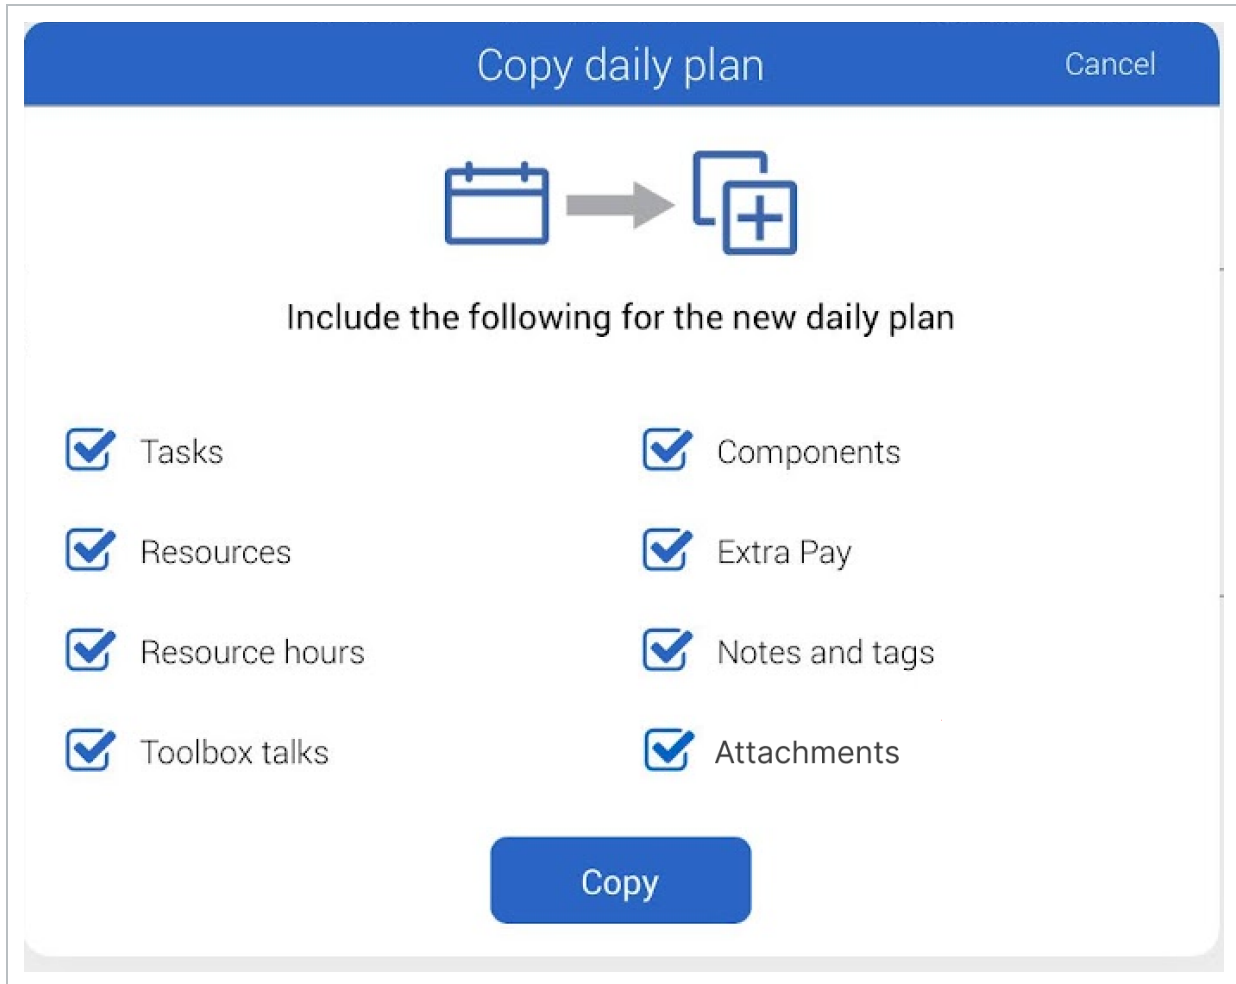 Copy daily plan
Cancel
Include the following for the new daily plan
Tasks
Components
Resources
Extra Pay
Resource hours
Notes and tags
Toolbox talks
Attachments
Copy